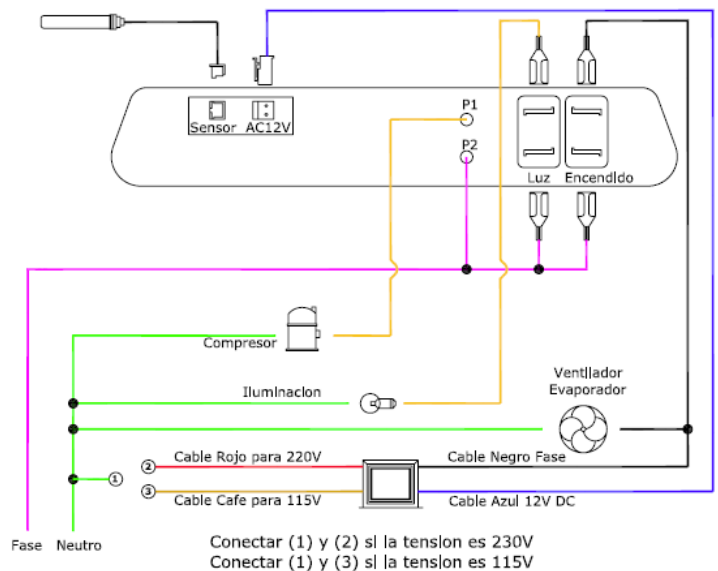 P1
Sensor AC12V
P2
Luz Encendido
Compresor
Ventilador
Evaporador
Iluminacion
Cable Rojo para 220V
Cable Negro Fase
1
2
3
Cable Cafe para 115V
Cable Azul 12V DC
Fase Neutro
Conectar (1) y (2) si la tension es 230V
Conectar (1) y (3) si la tension es 115V